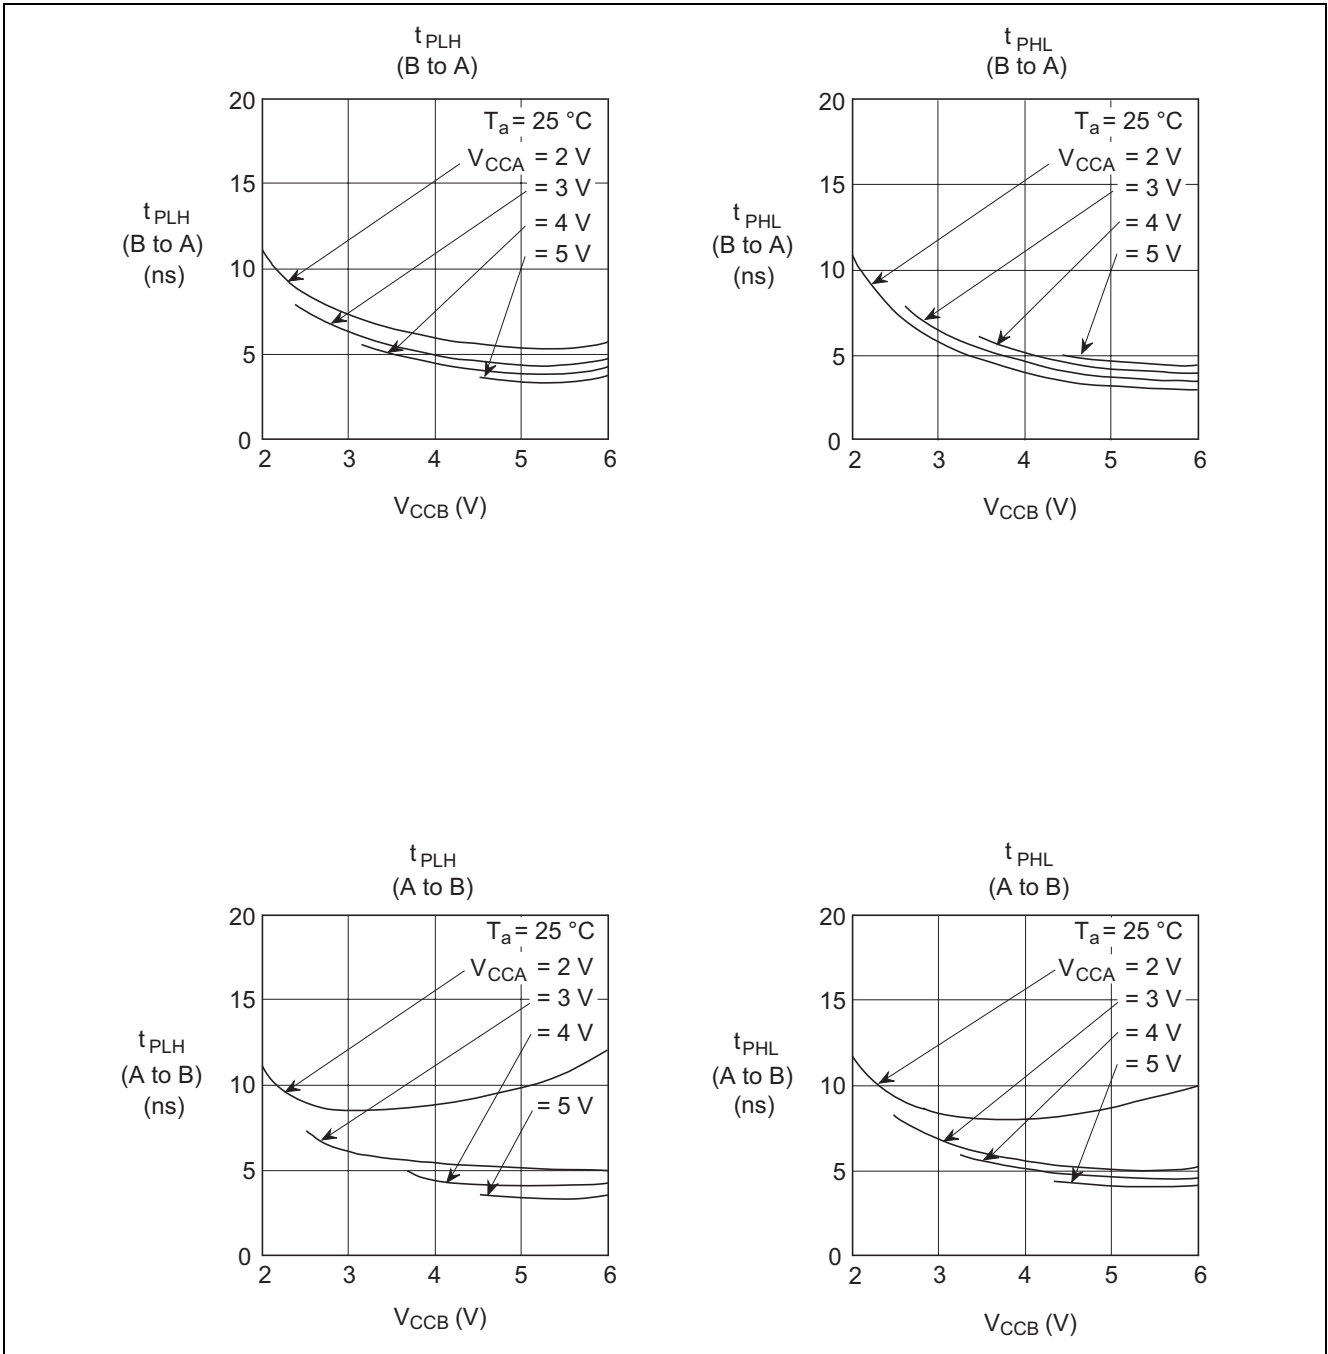 t PLH
(B to A)
20
15
10
5
0
t PLH
(B to A)
(ns)
Ta = 25 °C
VCCA = 2 V
= 3 V
= 4 V
= 5 V
2 3 4 5 6
VCCB (V)
t PHL
(B to A)
20
15
10
5
0
t PHL
(B to A)
(ns)
Ta = 25 °C
VCCA = 2 V
= 3 V
= 4 V
= 5 V
2 3 4 5 6
VCCB (V)
t PLH
(A to B)
20
15
10
5
0
t PLH
(A to B)
(ns)
Ta = 25 °C
VCCA = 2 V
= 3 V
= 4 V
= 5 V
2 3 4 5 6
VCCB (V)
t PHL
(A to B)
20
15
10
5
0
t PHL
(A to B)
(ns)
Ta = 25 °C
VCCA = 2 V
= 3 V
= 4 V
= 5 V
2 3 4 5 6
VCCB (V)